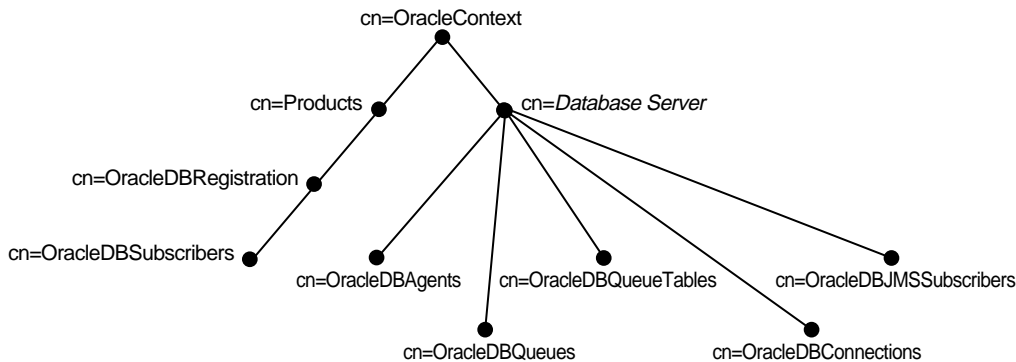 cn=OracleContext
cn=Products
cn=Database Server
cn=OracleDBRegistration
cn=OracleDBSubscribers
cn=OracleDBAgents
cn=OracleDBQueueTables
cn=OracleDBJMSSubscribers
cn=OracleDBQueues
cn=OracleDBConnections